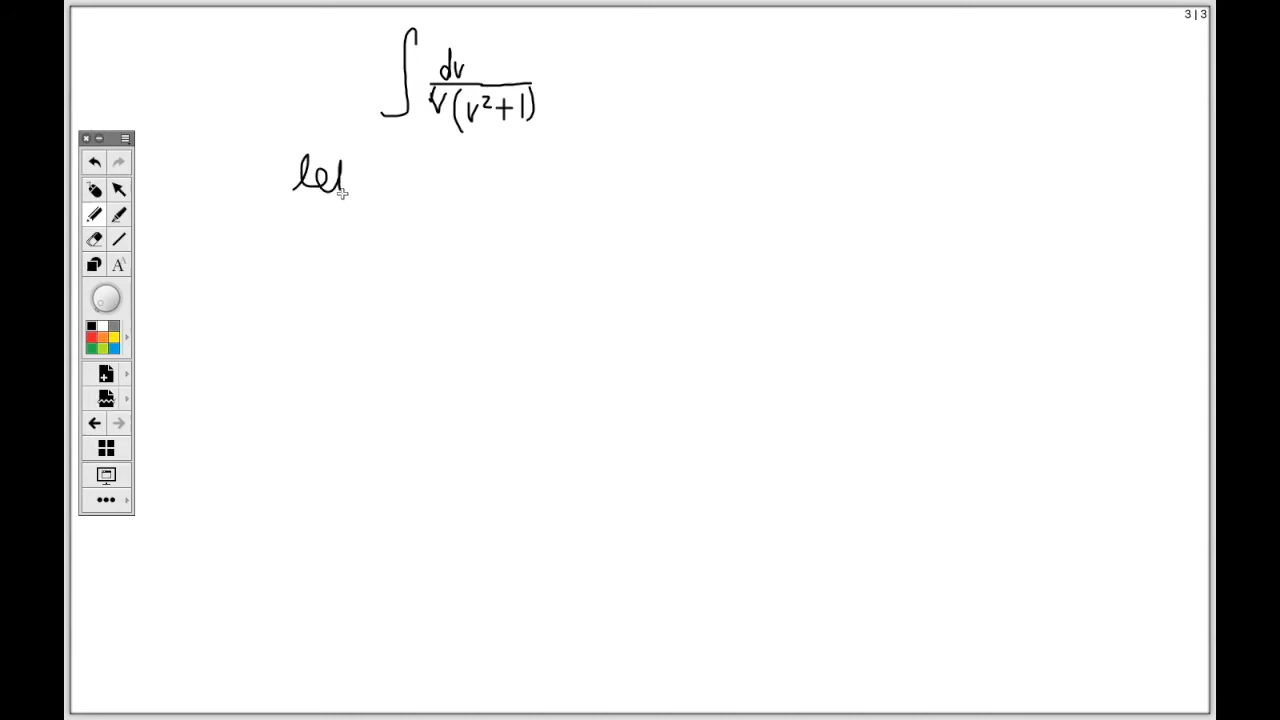 3 | 3
∫ dv / v(v²+1)
let